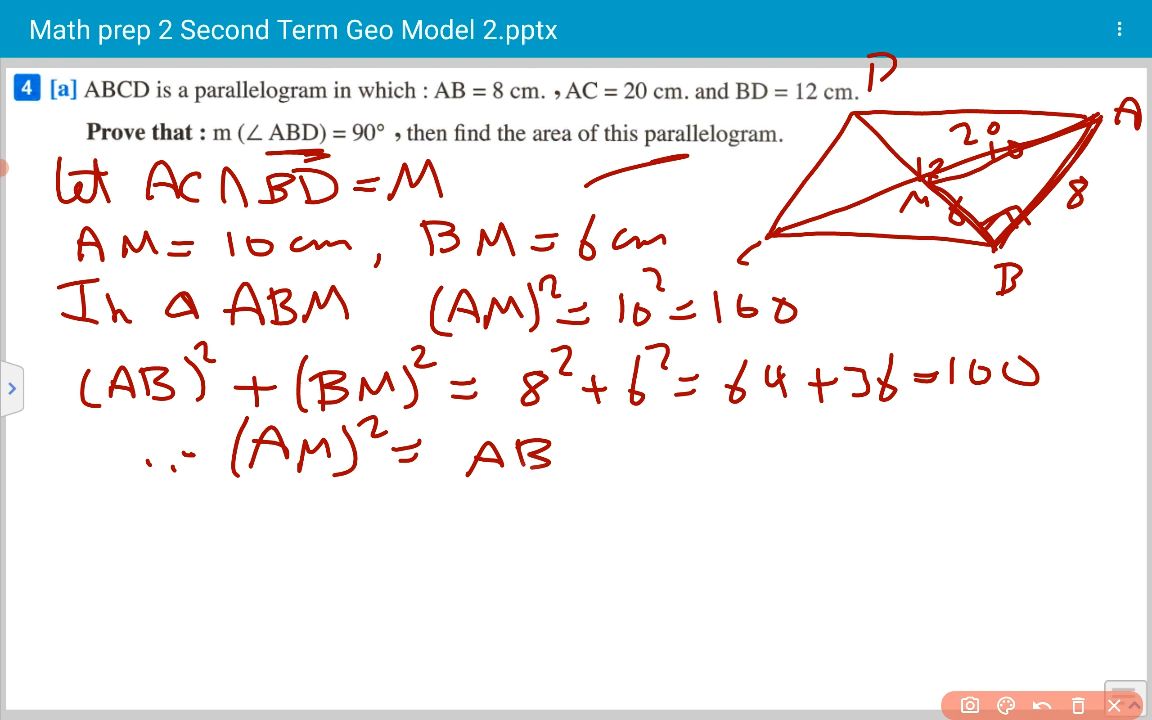 Math prep 2 Second Term Geo Model 2.pptx
4 [a] ABCD is a parallelogram in which : AB = 8 cm. , AC = 20 cm. and BD = 12 cm.
Prove that : m (∠ ABD) = 90° , then find the area of this parallelogram.
D
A
20
10
12
M
6
8
C
B
Let AC ∩ BD = M
AM = 10 cm , BM = 6 cm
In Δ ABM (AM)² = 10² = 100
(AB)² + (BM)² = 8² + 6² = 64 + 36 = 100
∴ (AM)² = AB